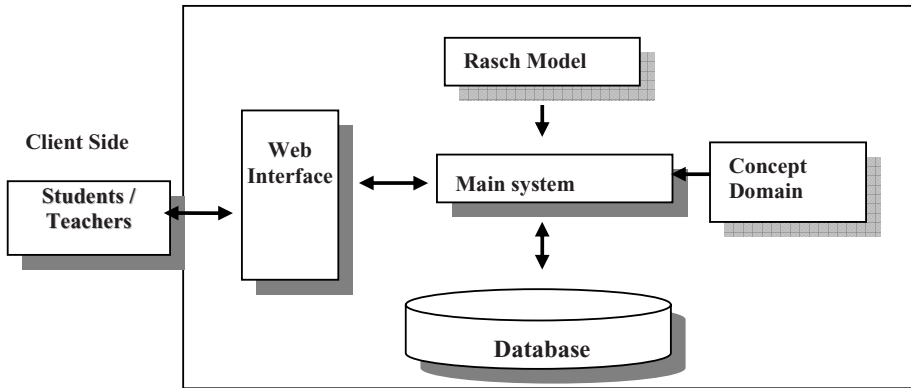 Rasch Model
Client Side
Students /
Teachers
Web
Interface
Main system
Concept
Domain
Database